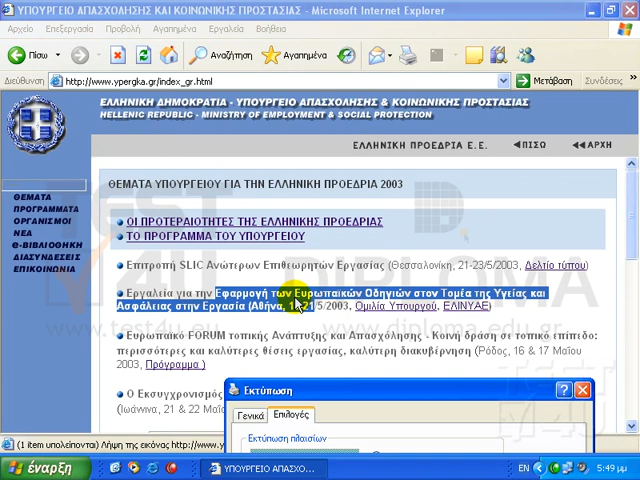 ΥΠΟΥΡΓΕΙΟ ΑΠΑΣΧΟΛΗΣΗΣ ΚΑΙ ΚΟΙΝΩΝΙΚΗΣ ΠΡΟΣΤΑΣΙΑΣ - Microsoft Internet Explorer
Αρχείο Επεξεργασία Προβολή Αγαπημένα Εργαλεία Βοήθεια
Πίσω Αναζήτηση Αγαπημένα
Διεύθυνση http://www.ypergka.gr/index_gr.html Μετάβαση Συνδέσεις »
ΕΛΛΗΝΙΚΗ ΔΗΜΟΚΡΑΤΙΑ - ΥΠΟΥΡΓΕΙΟ ΑΠΑΣΧΟΛΗΣΗΣ & ΚΟΙΝΩΝΙΚΗΣ ΠΡΟΣΤΑΣΙΑΣ
HELLENIC REPUBLIC - MINISTRY OF EMPLOYMENT & SOCIAL PROTECTION
ΕΛΛΗΝΙΚΗ ΠΡΟΕΔΡΙΑ Ε.Ε. ΠΙΣΩ ΑΡΧΗ
ΘΕΜΑΤΑ
ΠΡΟΓΡΑΜΜΑΤΑ
ΟΡΓΑΝΙΣΜΟΙ
ΝΕΑ
e-ΒΙΒΛΙΟΘΗΚΗ
ΔΙΑΣΥΝΔΕΣΕΙΣ
ΕΠΙΚΟΙΝΩΝΙΑ
ΘΕΜΑΤΑ ΥΠΟΥΡΓΕΙΟΥ ΓΙΑ ΤΗΝ ΕΛΛΗΝΙΚΗ ΠΡΟΕΔΡΙΑ 2003
ΟΙ ΠΡΟΤΕΡΑΙΟΤΗΤΕΣ ΤΗΣ ΕΛΛΗΝΙΚΗΣ ΠΡΟΕΔΡΙΑΣ
ΤΟ ΠΡΟΓΡΑΜΜΑ ΤΟΥ ΥΠΟΥΡΓΕΙΟΥ
Επιτροπή SLIC Ανώτερων Επιθεωρητών Εργασίας (Θεσσαλονίκη, 21-23/5/2003, Δελτίο τύπου)
Εργαλεία για την Εφαρμογή των Ευρωπαϊκών Οδηγιών στον Τομέα της Υγείας και
Ασφάλειας στην Εργασία (Αθήνα, 21/5/2003, Ομιλία Υπουργού, ΕΛΙΝΥΑΕ)
Ευρωπαϊκό FORUM τοπικής Ανάπτυξης και Απασχόλησης - Κοινή δράση σε τοπικό επίπεδο:
περισσότερες και καλύτερες θέσεις εργασίας, καλύτερη διακυβέρνηση (Ρόδος, 16 & 17 Μαΐου
2003, Πρόγραμμα )
Ο Εκσυγχρονισμός
(Ιωάννινα, 21 & 22 Μαΐο
Εκτύπωση
Γενικά Επιλογές
Εκτύπωση πλαισίων
(1 item υπολείπονται) Λήψη της εικόνας http://www.y
έναρξη ΥΠΟΥΡΓΕΙΟ ΑΠΑΣΧΟ... EN 5:49 μμ
TEST4U DIPLOMA
www.test4u.eu www.diploma.edu.gr